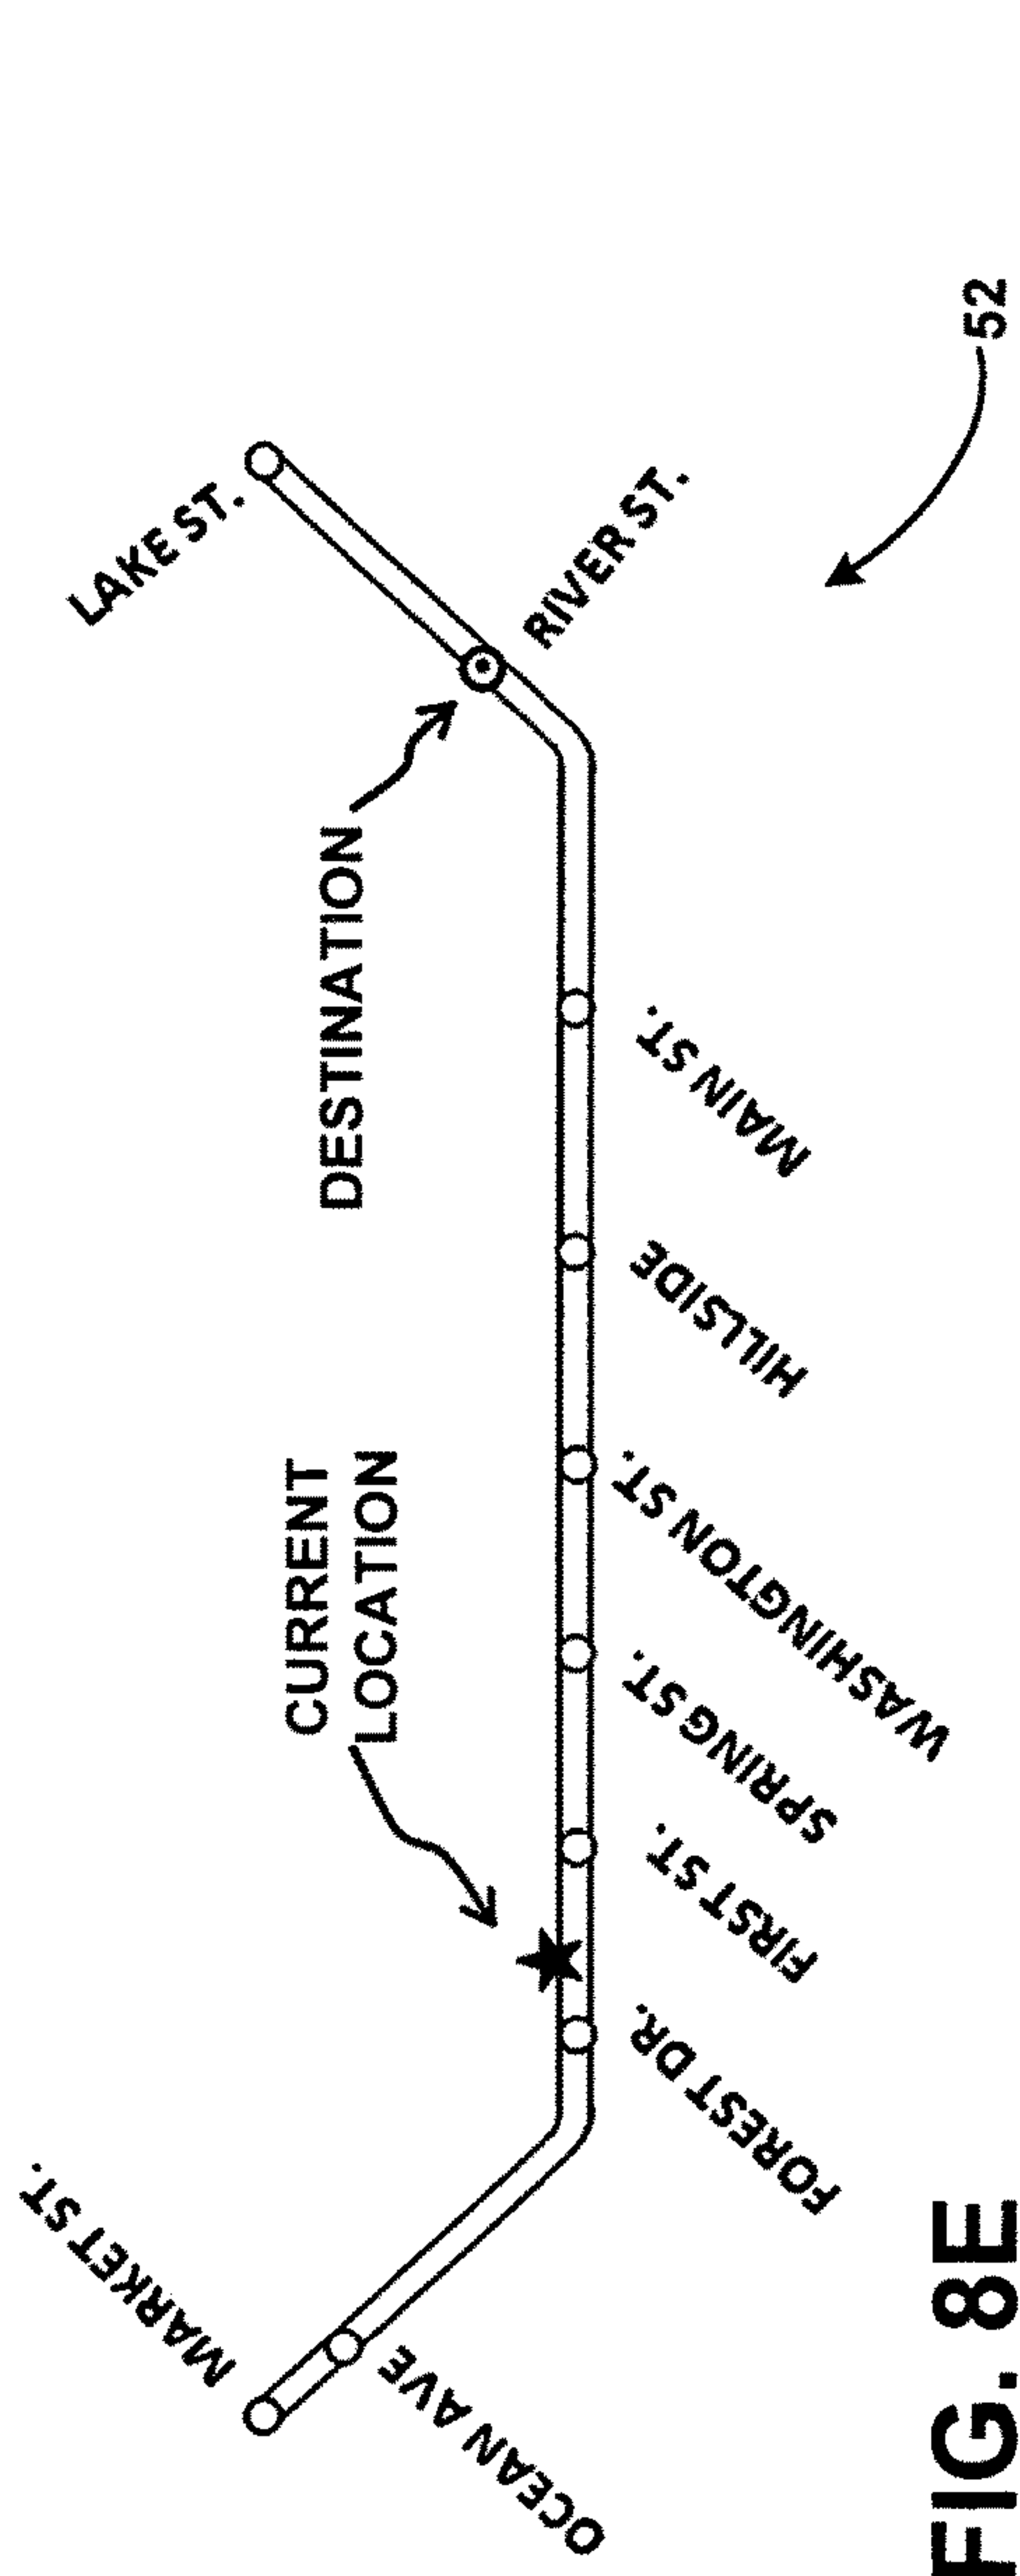 MARKET ST.
OCEAN AVE
FOREST DR.
FIRST ST.
SPRING ST.
WASHINGTON ST.
HILLSIDE
MAIN ST.
RIVER ST.
LAKE ST.
CURRENT
LOCATION
DESTINATION
52
FIG. 8E